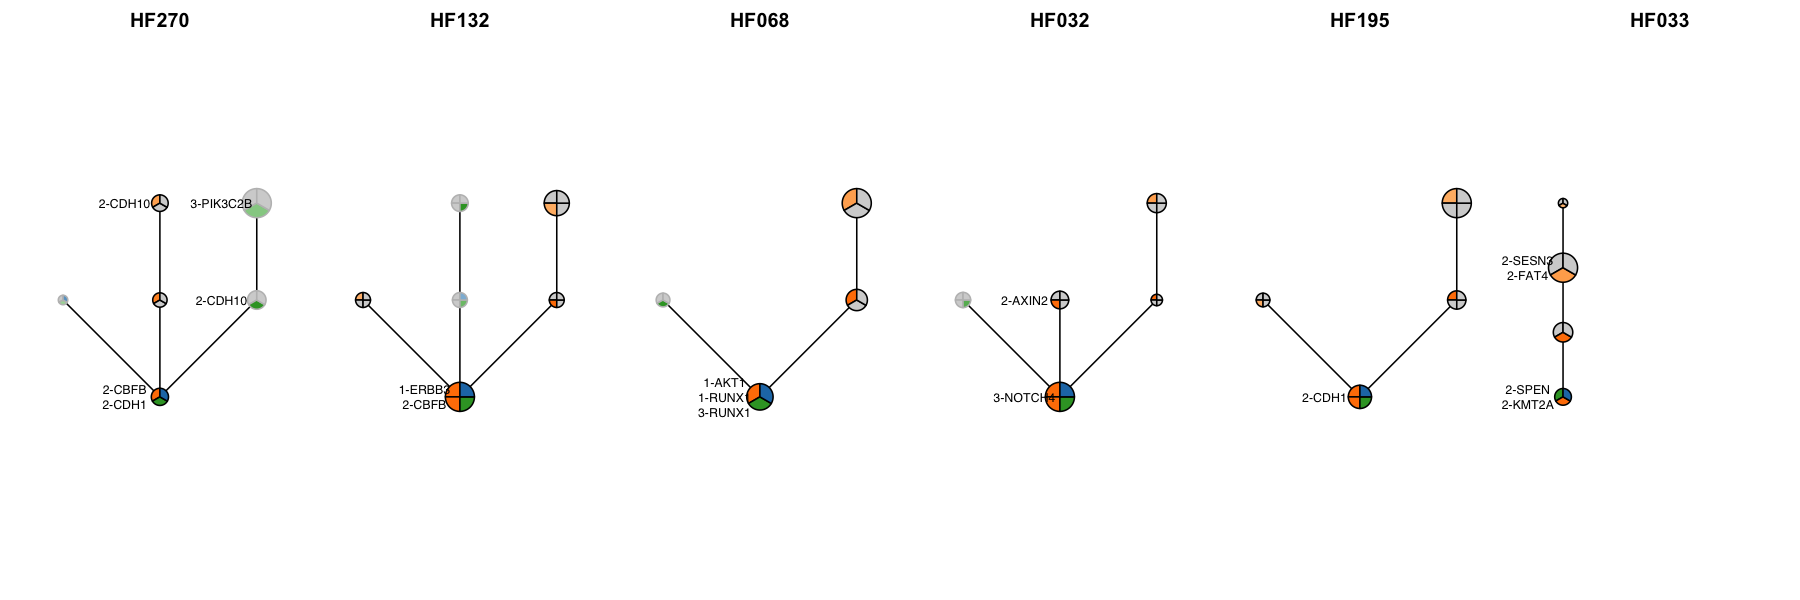 HF270
HF132
HF068
HF032
HF195
HF033
2-CDH10
3-PIK3C2B
2-CDH10
2-CBFB
2-CDH1
1-ERBB3
2-CBFB
1-AKT1
1-RUNX1
3-RUNX1
2-AXIN2
3-NOTCH4
2-CDH1
2-SESN3
2-FAT4
2-SPEN
2-KMT2A